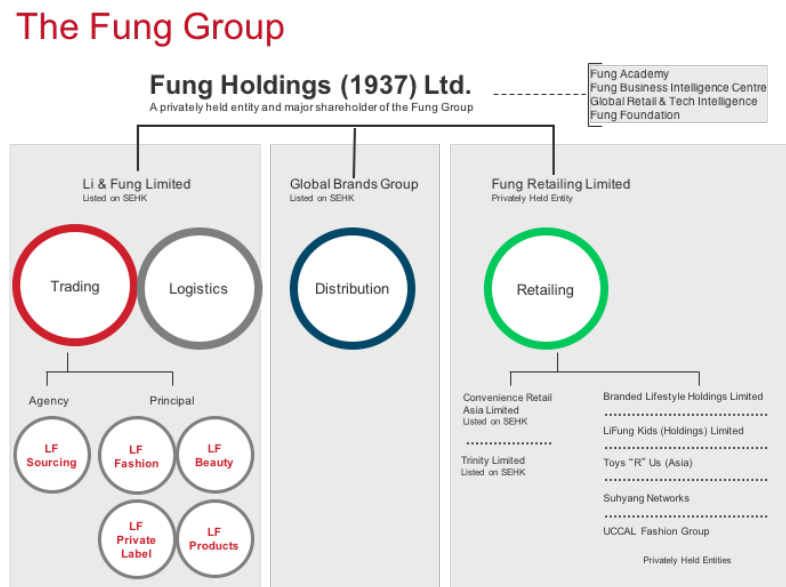 The Fung Group
Fung Holdings (1937) Ltd.
A privately held entity and major shareholder of the Fung Group
Fung Academy
Fung Business Intelligence Centre
Global Retail & Tech Intelligence
Fung Foundation
Li & Fung Limited
Listed on SEHK
Trading
Logistics
Agency
Principal
LF
Sourcing
LF
Fashion
LF
Beauty
LF
Private
Label
LF
Products
Global Brands Group
Listed on SEHK
Distribution
Fung Retailing Limited
Privately Held Entity
Retailing
Convenience Retail
Asia Limited
Listed on SEHK
Trinity Limited
Listed on SEHK
Branded Lifestyle Holdings Limited
LiFung Kids (Holdings) Limited
Toys “R” Us (Asia)
Suhyang Networks
UCCAL Fashion Group
Privately Held Entities